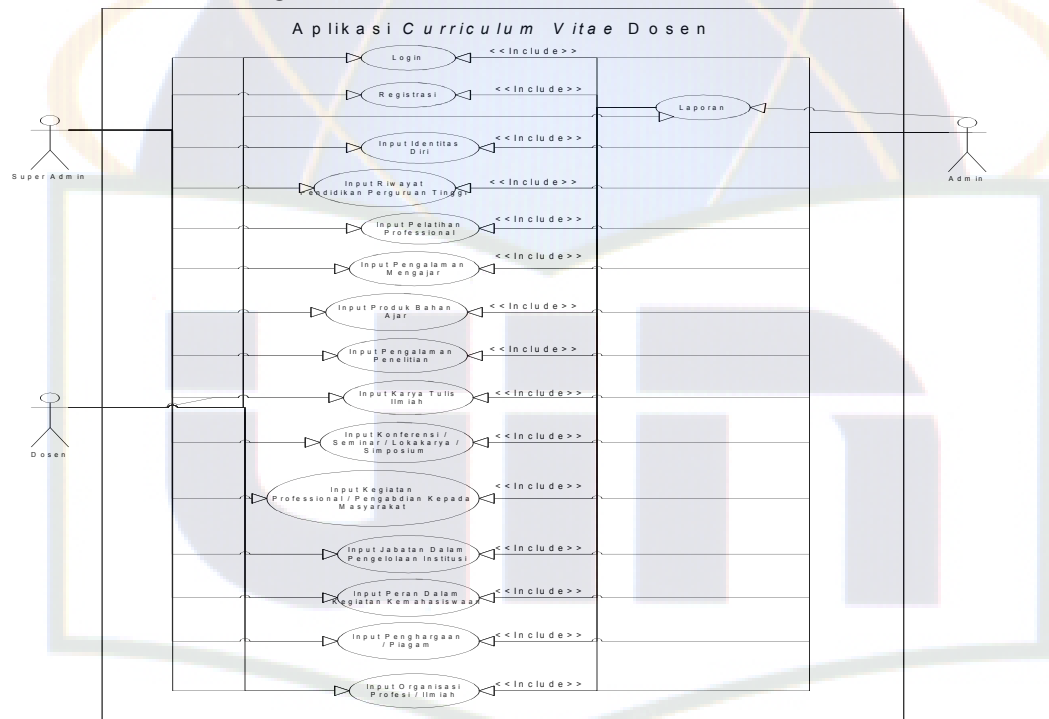 Aplikasi Curriculum Vitae Dosen
Login
<<Include>>
Registrasi
<<Include>>
Laporan
Super Admin
Admin
Input Identitas
Diri
<<Include>>
Input Riwayat
Pendidikan Perguruan Tinggi
<<Include>>
Input Pelatihan
Professional
<<Include>>
Input Pengalaman
Mengajar
<<Include>>
Input Produk Bahan
Ajar
<<Include>>
Input Pengalaman
Penelitian
<<Include>>
Input Karya Tulis
Ilmiah
<<Include>>
Dosen
Input Konferensi /
Seminar / Lokakarya /
Simposium
<<Include>>
Input Kegiatan
Professional / Pengabdian Kepada
Masyarakat
<<Include>>
Input Jabatan Dalam
Pengelolaan Institusi
<<Include>>
Input Peran Dalam
Kegiatan Kemahasiswaan
<<Include>>
Input Penghargaan
/ Piagam
<<Include>>
Input Organisasi
Profesi / Ilmiah
<<Include>>
uin